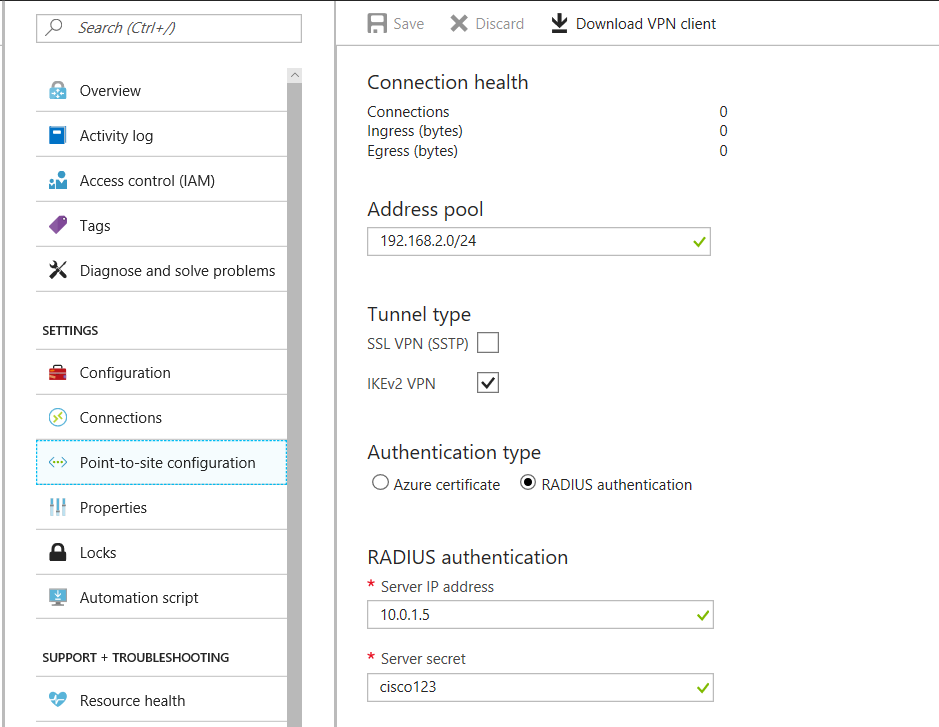 Search (Ctrl+/)
Overview
Activity log
Access control (IAM)
Tags
Diagnose and solve problems
SETTINGS
Configuration
Connections
Point-to-site configuration
Properties
Locks
Automation script
SUPPORT + TROUBLESHOOTING
Resource health
Save Discard Download VPN client
Connection health
Connections 0
Ingress (bytes) 0
Egress (bytes) 0
Address pool
192.168.2.0/24
Tunnel type
SSL VPN (SSTP)
IKEv2 VPN
Authentication type
Azure certificate RADIUS authentication
RADIUS authentication
* Server IP address
10.0.1.5
* Server secret
cisco123